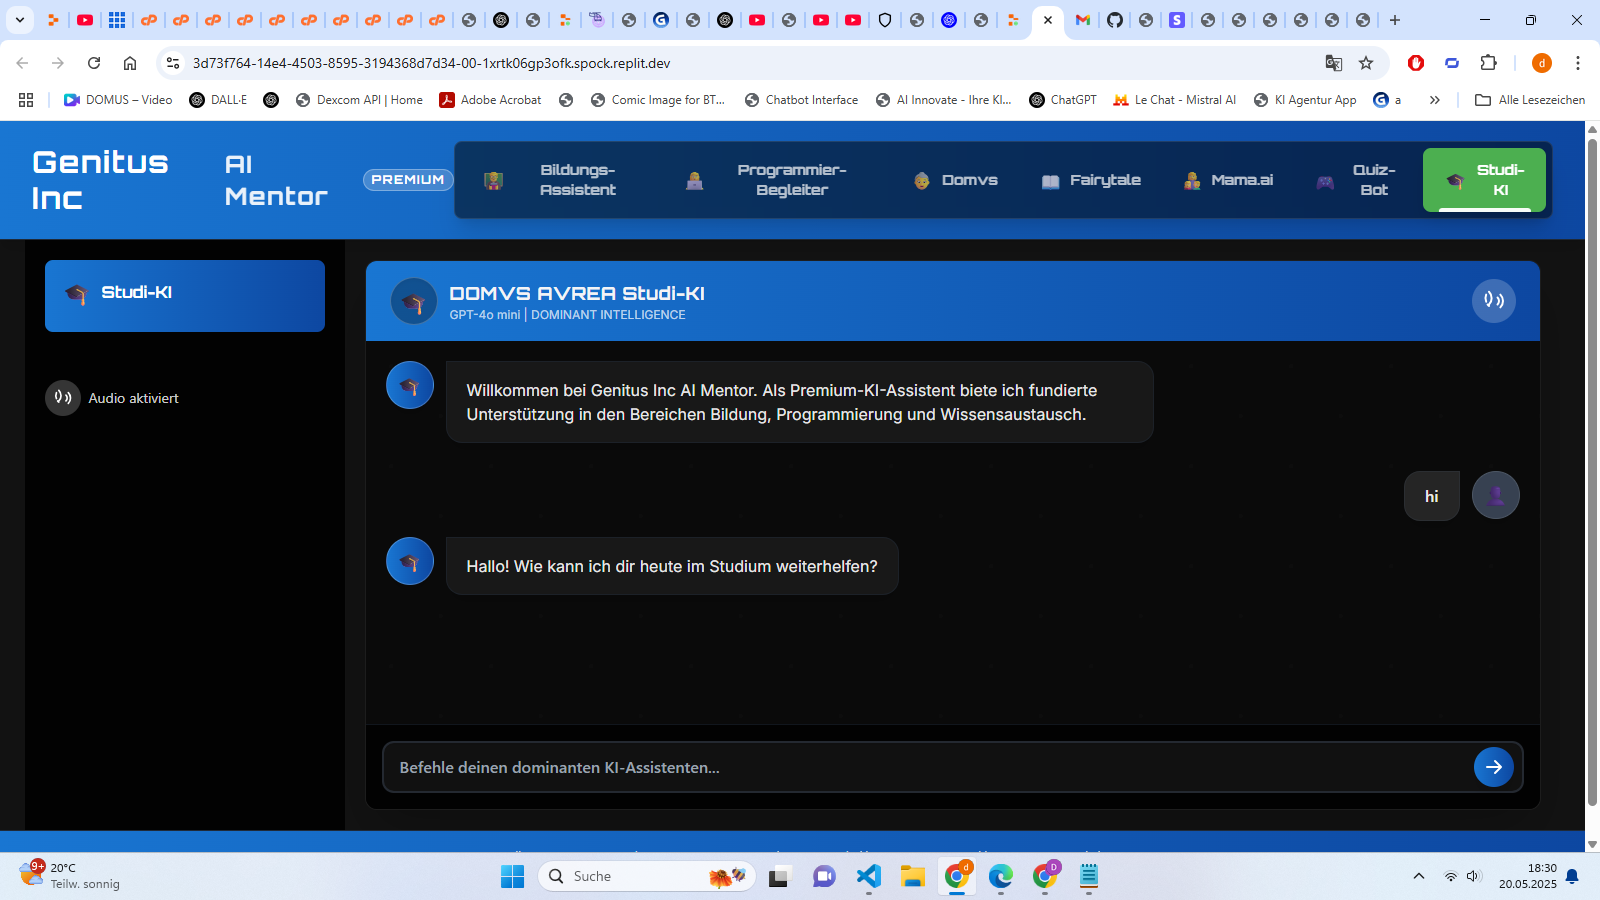 3d73f764-14e4-4503-8595-3194368d7d34-00-1xrtk06gp3ofk.spock.replit.dev
d
DOMUS – Video
DALL·E
Dexcom API | Home
Adobe Acrobat
Comic Image for BT...
Chatbot Interface
AI Innovate - Ihre KI...
ChatGPT
Le Chat - Mistral AI
KI Agentur App
a
Alle Lesezeichen
Genitus
Inc
AI
Mentor
PREMIUM
Bildungs-
Assistent
Programmier-
Begleiter
Domvs
Fairytale
Mama.ai
Quiz-
Bot
Studi-
KI
Studi-KI
Audio aktiviert
DOMVS AVREA Studi-KI
GPT-4o mini | DOMINANT INTELLIGENCE
Willkommen bei Genitus Inc AI Mentor. Als Premium-KI-Assistent biete ich fundierte
Unterstützung in den Bereichen Bildung, Programmierung und Wissensaustausch.
hi
Hallo! Wie kann ich dir heute im Studium weiterhelfen?
Befehle deinen dominanten KI-Assistenten...
9+
20°C
Teilw. sonnig
Suche
18:30
20.05.2025